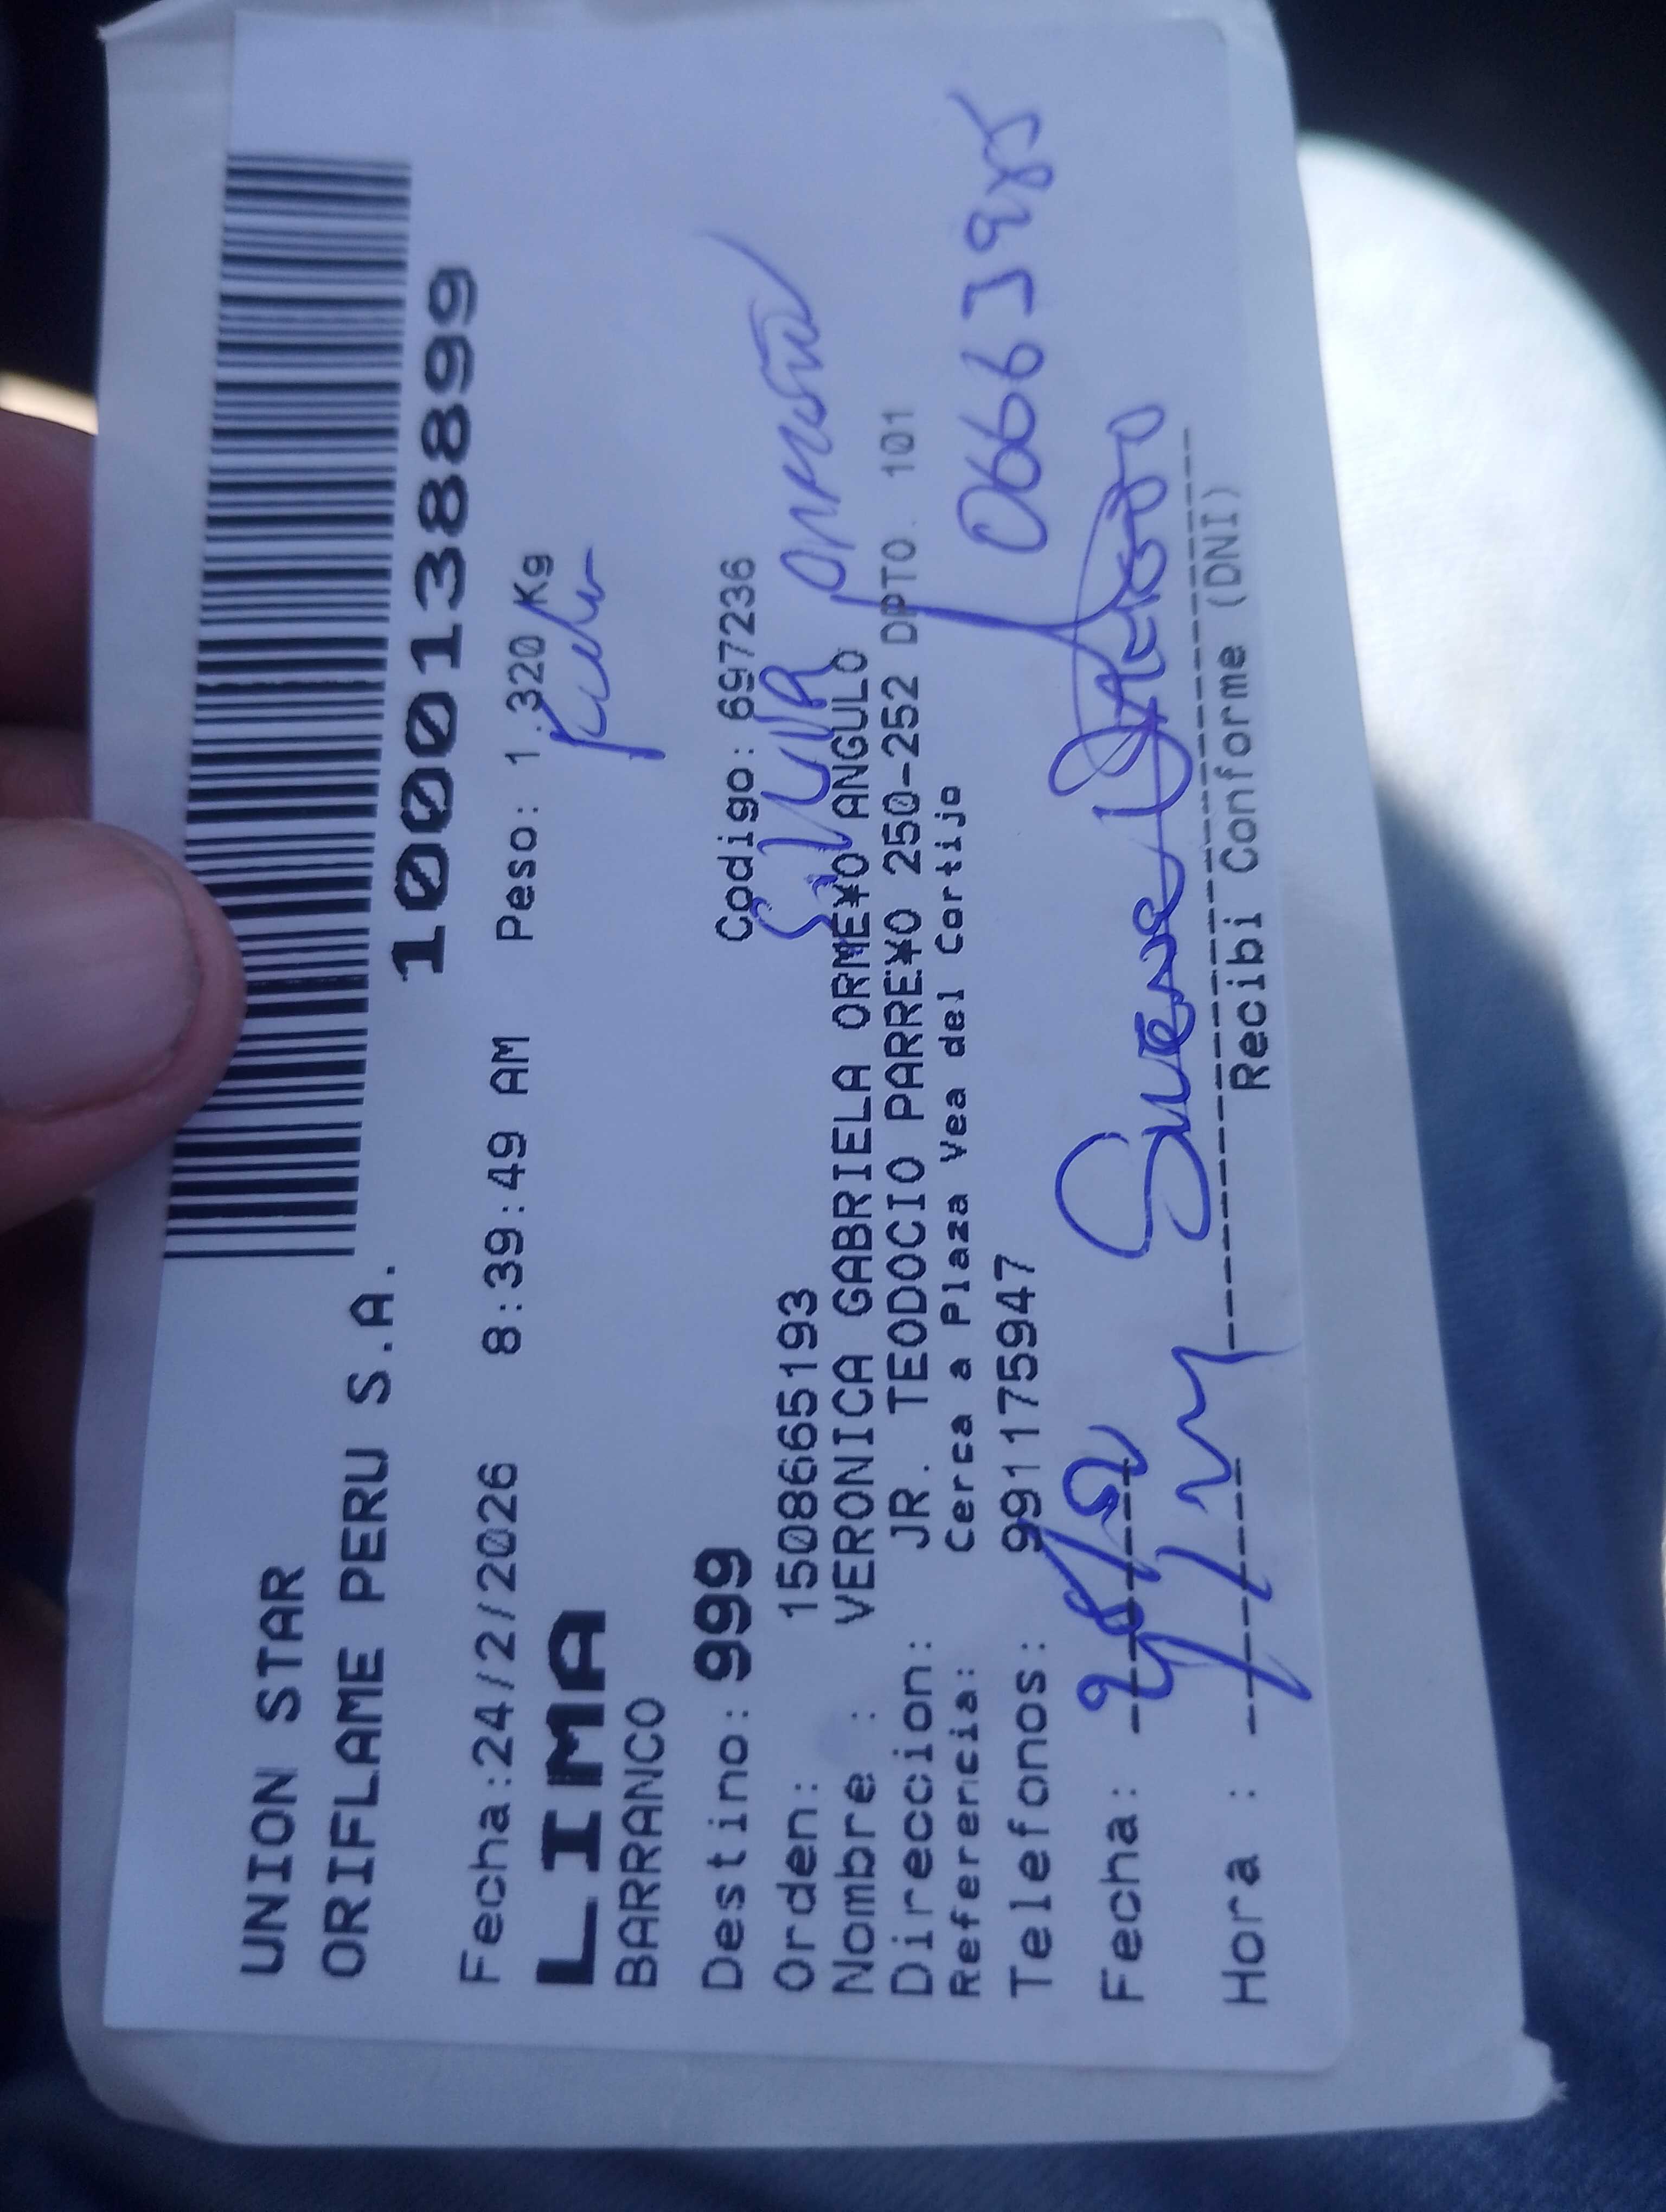 UNION STAR
ORIFLAME PERU S.A.
1000138899
Fecha:24/2/2026 8:39:49 AM Peso: 1.320 Kg
LIMA
BARRANCO
Destino: 999 Codigo: 697236
Orden: 1508665193
Nombre : VERONICA GABRIELA ORME¥O ANGULO
Direccion: JR. TEODOCIO PARRE¥O 250-252 DPTO. 101
Referencia: Cerca a Plaza Vea del Cortijo
Telefonos: 991175947
Fecha:
Hora :
Recibi Conforme (DNI)